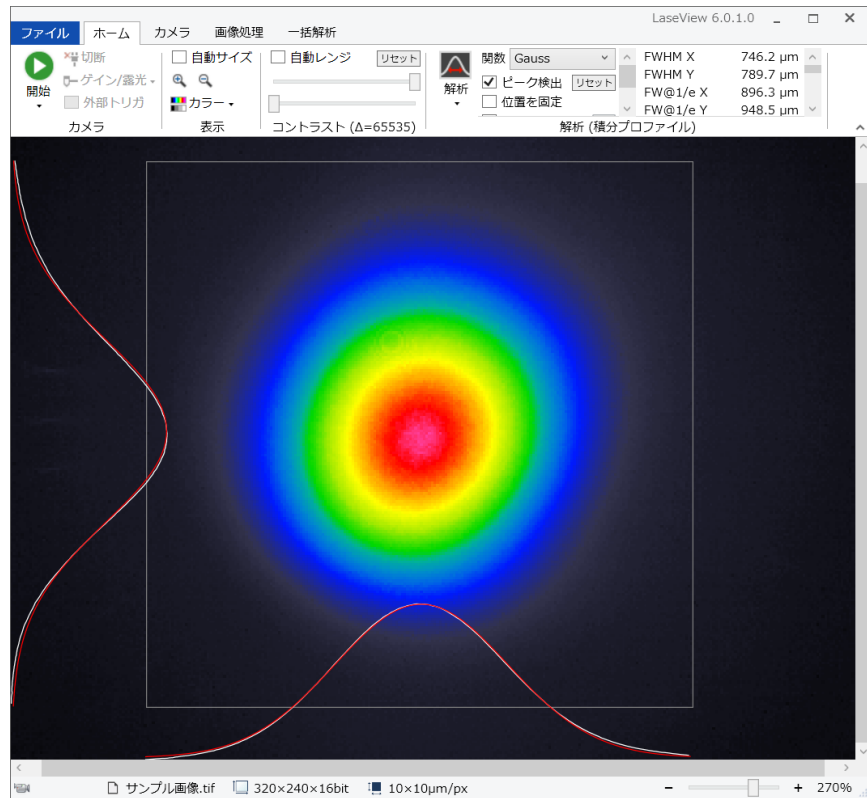 LaseView 6.0.1.0
ファイル ホーム カメラ 画像処理 一括解析
開始
切断
ゲイン/露光
外部トリガ
カメラ
自動サイズ
カラー
表示
自動レンジ リセット
コントラスト (Δ=65535)
解析
関数 Gauss
ピーク検出 リセット
位置を固定
FWHM X 746.2 µm
FWHM Y 789.7 µm
FW@1/e X 896.3 µm
FW@1/e Y 948.5 µm
解析 (積分プロファイル)
サンプル画像.tif 320×240×16bit 10×10µm/px - + 270%